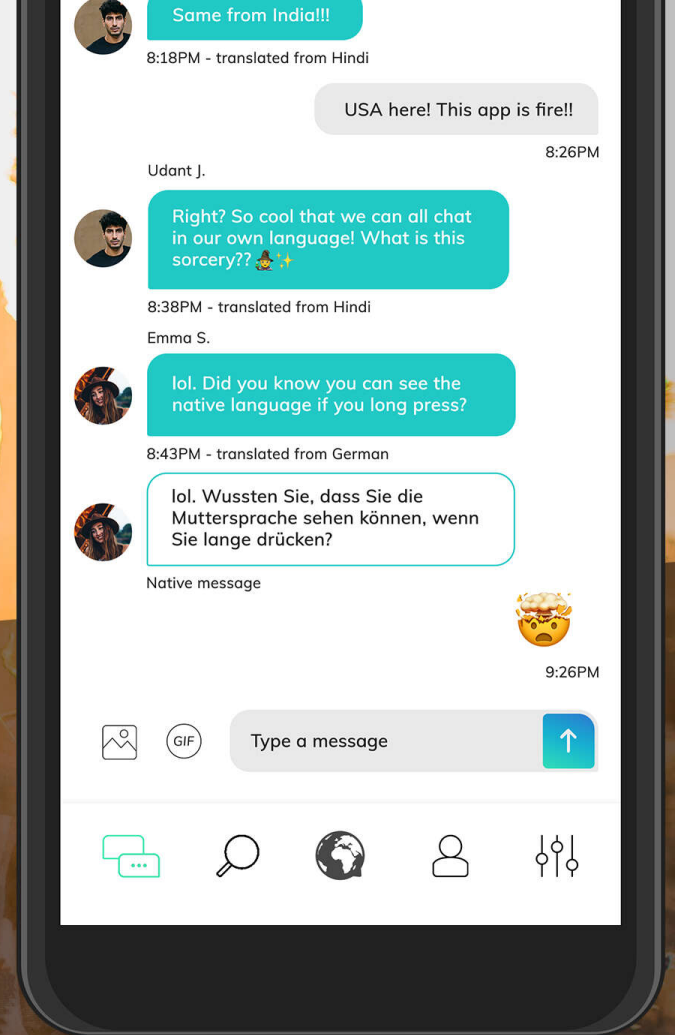 Same from India!!!
8:18PM - translated from Hindi
USA here! This app is fire!!
8:26PM
Udant J.
Right? So cool that we can all chat
in our own language! What is this
sorcery?? 🧙‍♀️✨
8:38PM - translated from Hindi
Emma S.
lol. Did you know you can see the
native language if you long press?
8:43PM - translated from German
lol. Wussten Sie, dass Sie die
Muttersprache sehen können, wenn
Sie lange drücken?
Native message
🤯
9:26PM
GIF
Type a message